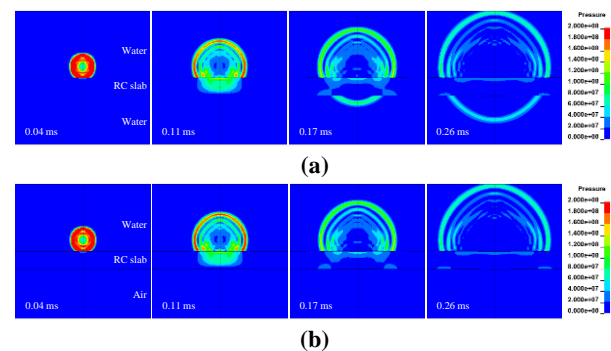 Pressure
2.000e+08
1.800e+08
1.600e+08
1.400e+08
1.200e+08
1.000e+08
8.000e+07
6.000e+07
4.000e+07
2.000e+07
0.000e+00
Water
RC slab
Water
0.04 ms
0.11 ms
0.17 ms
0.26 ms
(a)
Pressure
2.000e+08
1.800e+08
1.600e+08
1.400e+08
1.200e+08
1.000e+08
8.000e+07
6.000e+07
4.000e+07
2.000e+07
0.000e+00
Water
RC slab
Air
0.04 ms
0.11 ms
0.17 ms
0.26 ms
(b)